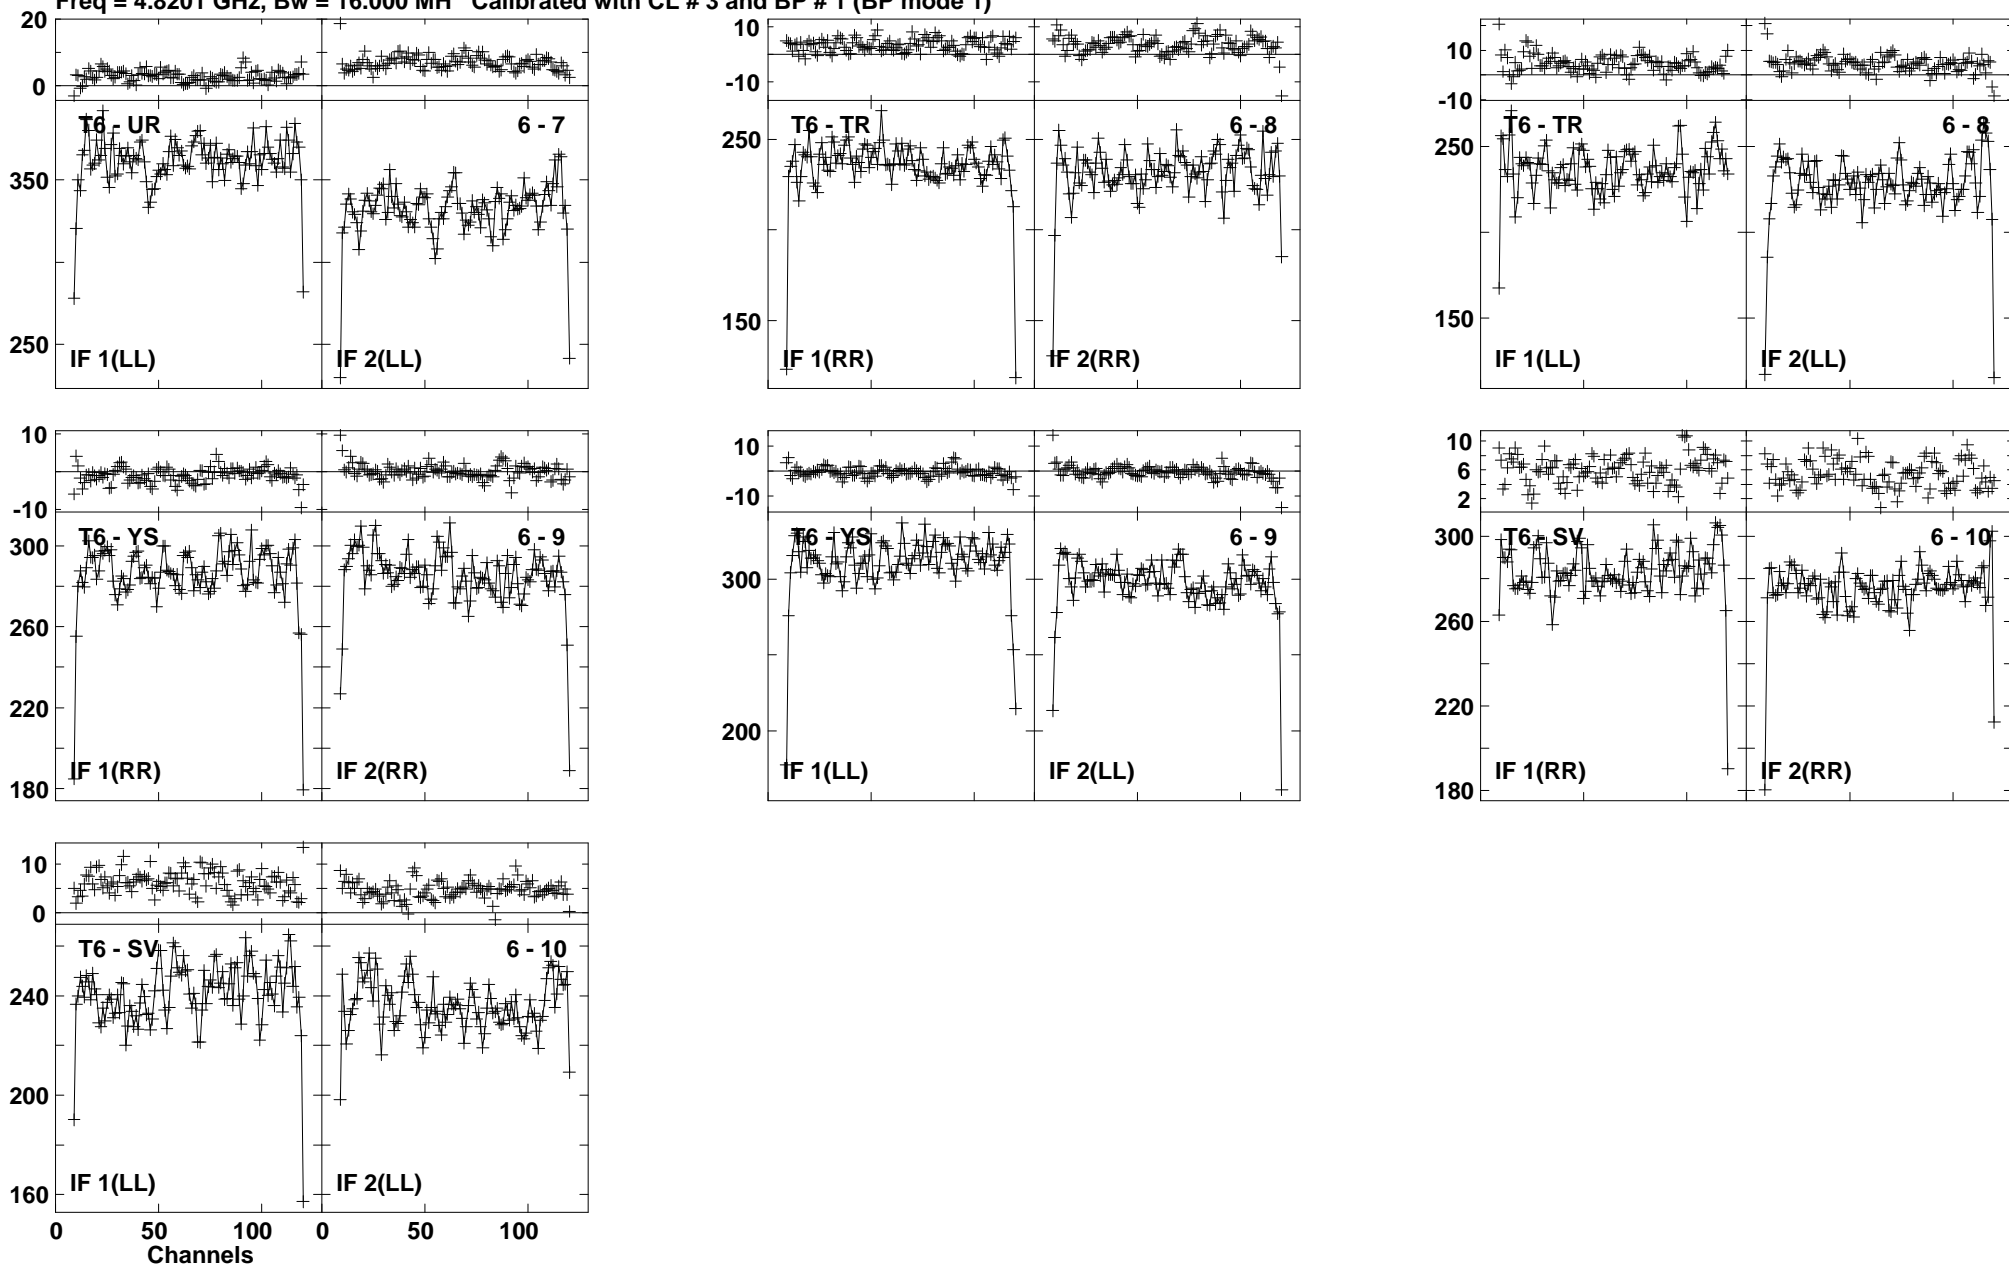 Freq = 4.8201 GHz, Bw = 16.000 MH Calibrated with CL # 3 and BP # 1 (BP mode 1)
20
0
T6 - UR 6 - 7
350
250
IF 1(LL) IF 2(LL)
10
-10
T6 - TR 6 - 8
250
150
IF 1(RR) IF 2(RR)
10
-10
T6 - TR 6 - 8
250
150
IF 1(LL) IF 2(LL)
10
-10
T6 - YS 6 - 9
300
260
220
180
IF 1(RR) IF 2(RR)
10
-10
T6 - YS 6 - 9
300
200
IF 1(LL) IF 2(LL)
10
6
2
T6 - SV 6 - 10
300
260
220
180
IF 1(RR) IF 2(RR)
10
0
T6 - SV 6 - 10
240
200
160
IF 1(LL) IF 2(LL)
0 50 100 0 50 100
Channels